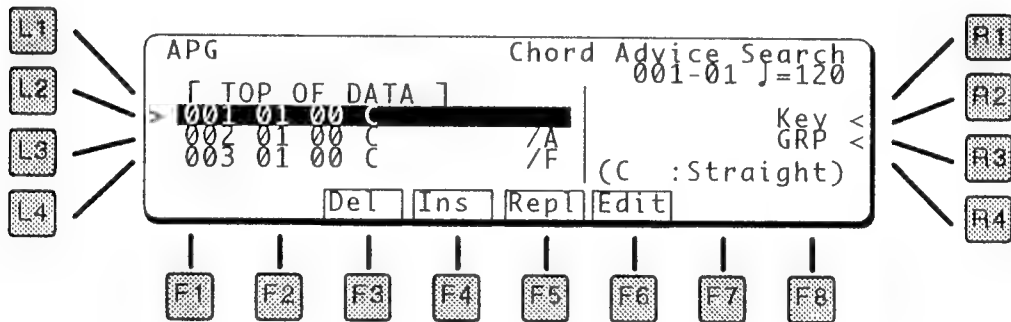 L1
R1
APG Chord Advice Search
001-01 ♩=120
L2
R2
[ TOP OF DATA ]
> 001 01 00 C
Key <
002 01 00 C /A
GRP <
L3
R3
003 01 00 C /F
(C :Straight)
L4
R4
Del Ins Repl Edit
F1 F2 F3 F4 F5 F6 F7 F8